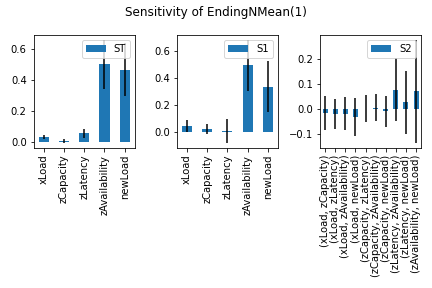 Sensitivity of EndingNMean(1)
ST
0.6
0.4
0.2
0.0
xLoad
zCapacity
zLatency
zAvailability
newLoad
S1
0.6
0.4
0.2
0.0
xLoad
zCapacity
zLatency
zAvailability
newLoad
S2
0.2
0.1
0.0
−0.1
(xLoad, zCapacity)
(xLoad, zLatency)
(xLoad, zAvailability)
(xLoad, newLoad)
(zCapacity, zLatency)
(zCapacity, zAvailability)
(zCapacity, newLoad)
(zLatency, zAvailability)
(zLatency, newLoad)
(zAvailability, newLoad)